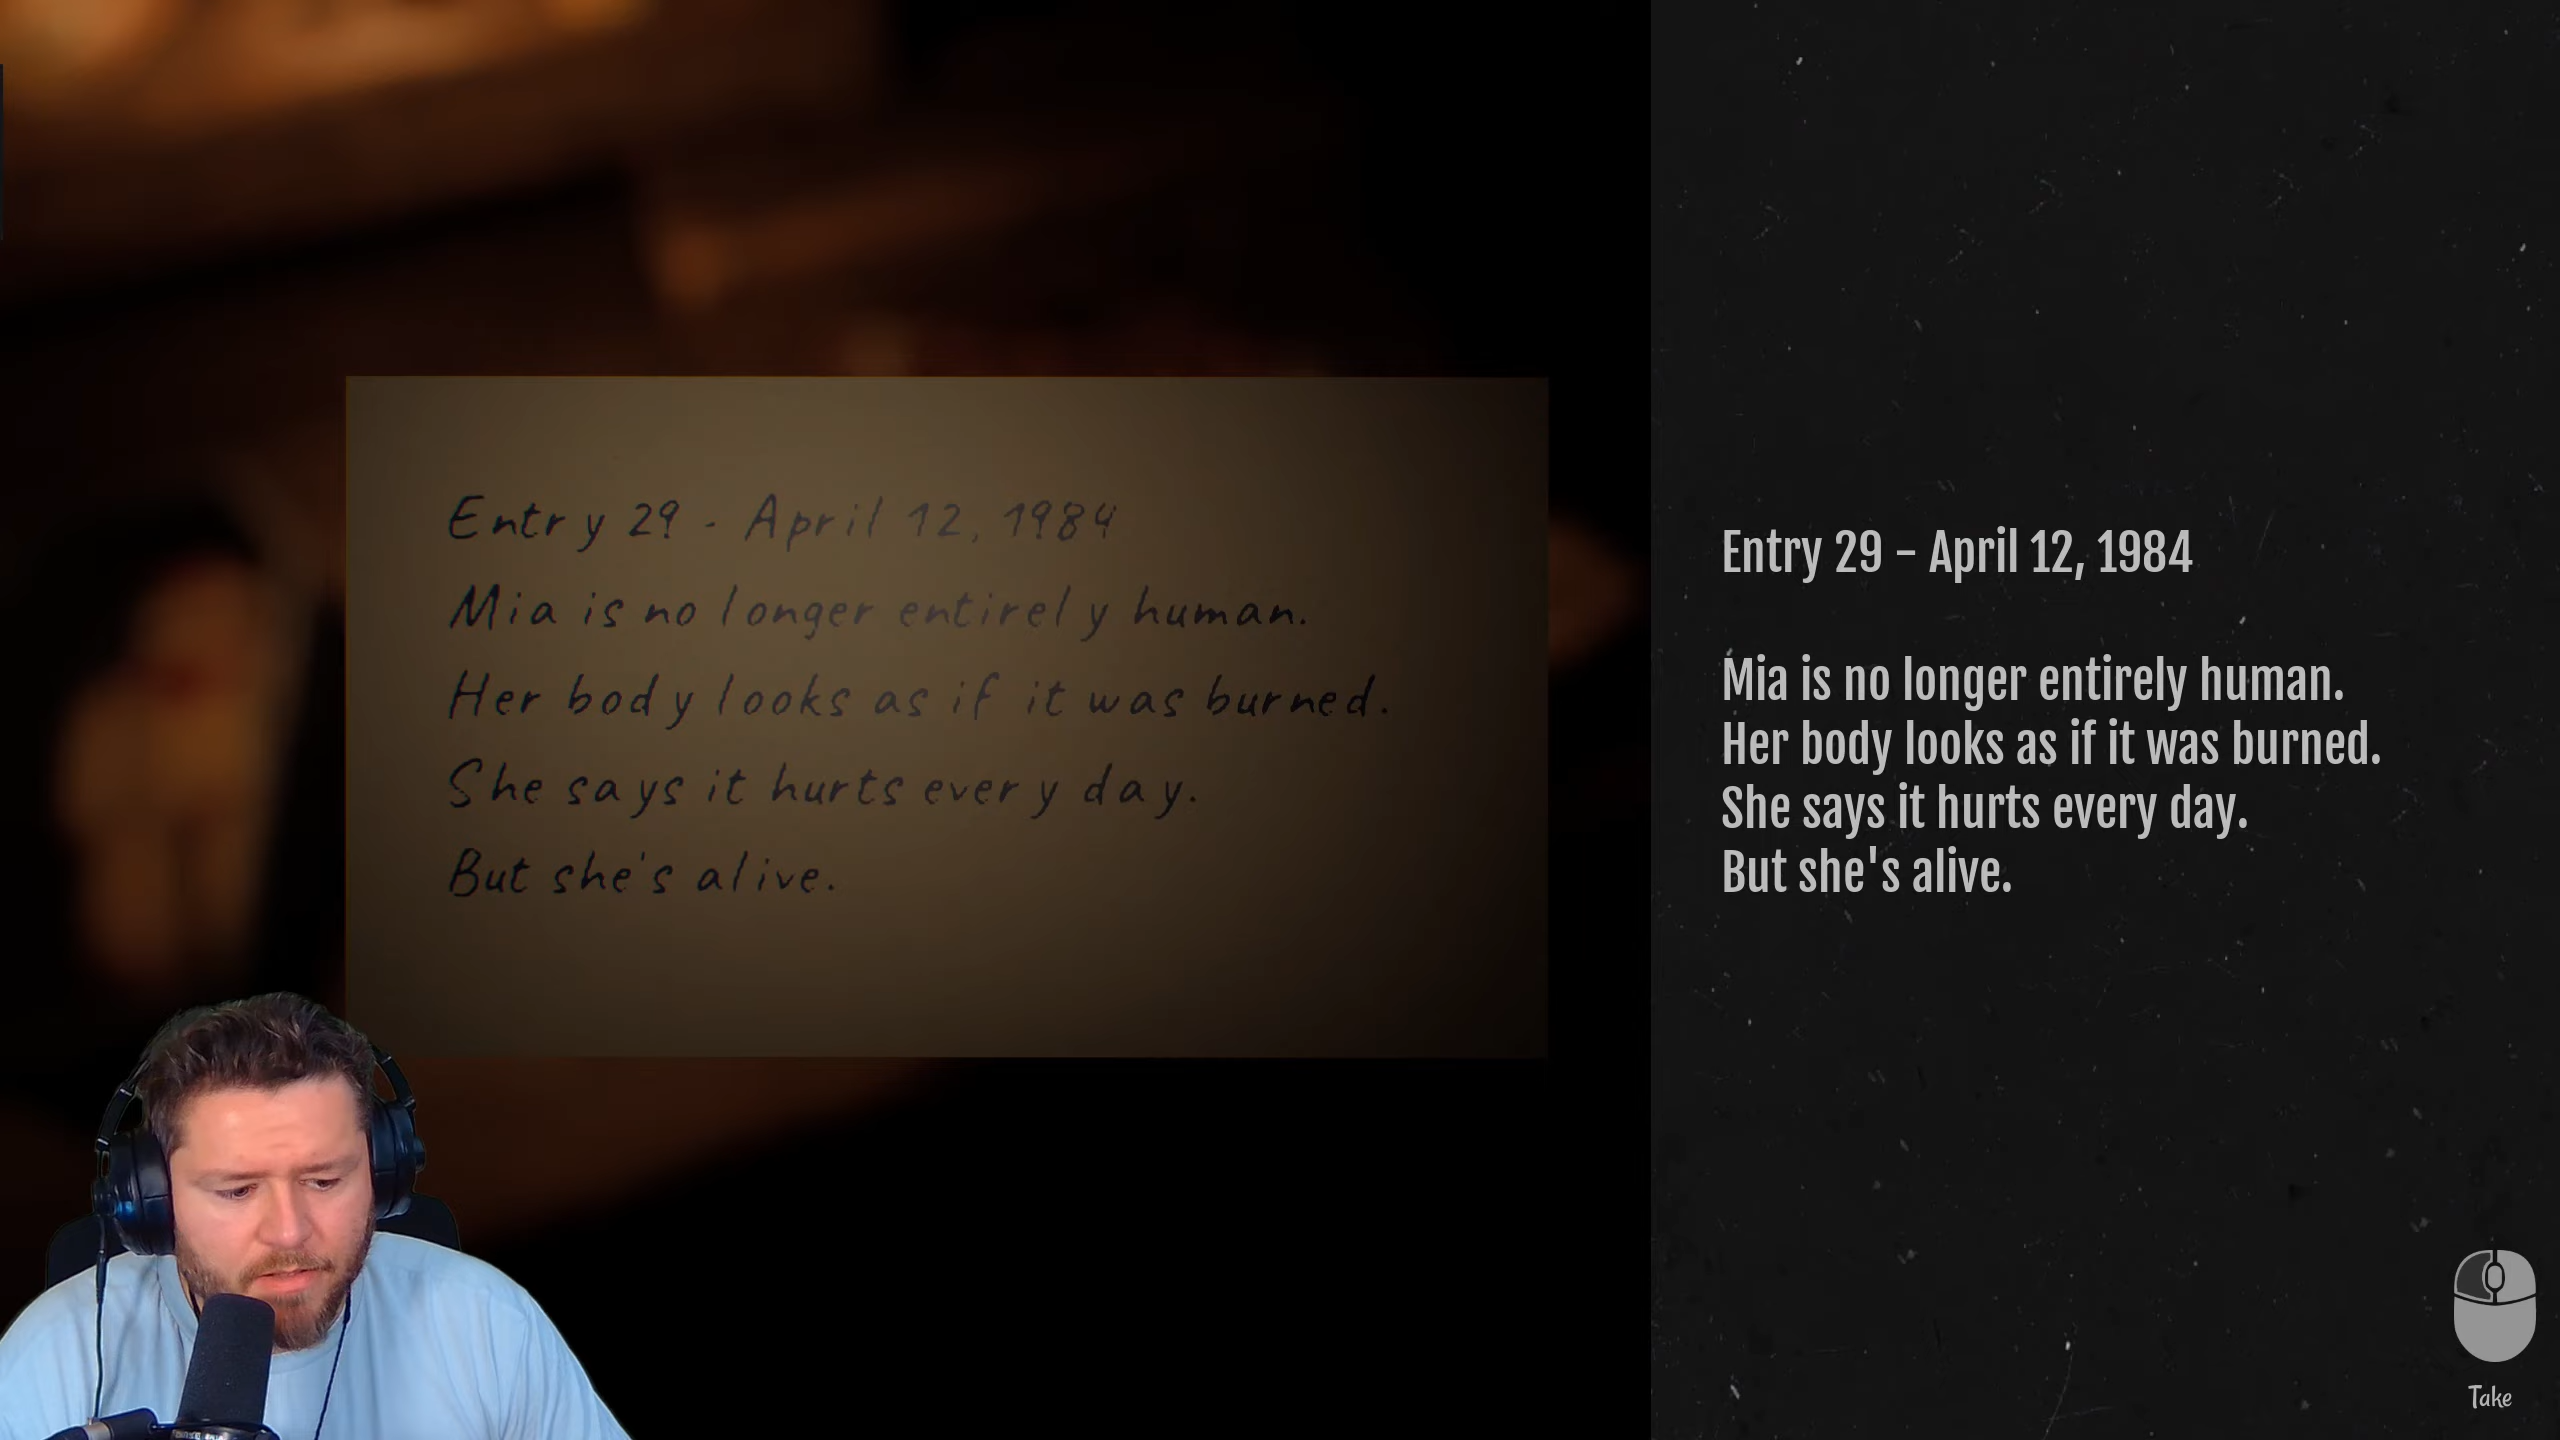 Entry 29 - April 12, 1984
Mia is no longer entirely human.
Her body looks as if it was burned.
She says it hurts every day.
But she's alive.
Entry 29 – April 12, 1984
Mia is no longer entirely human.
Her body looks as if it was burned.
She says it hurts every day.
But she's alive.
Take